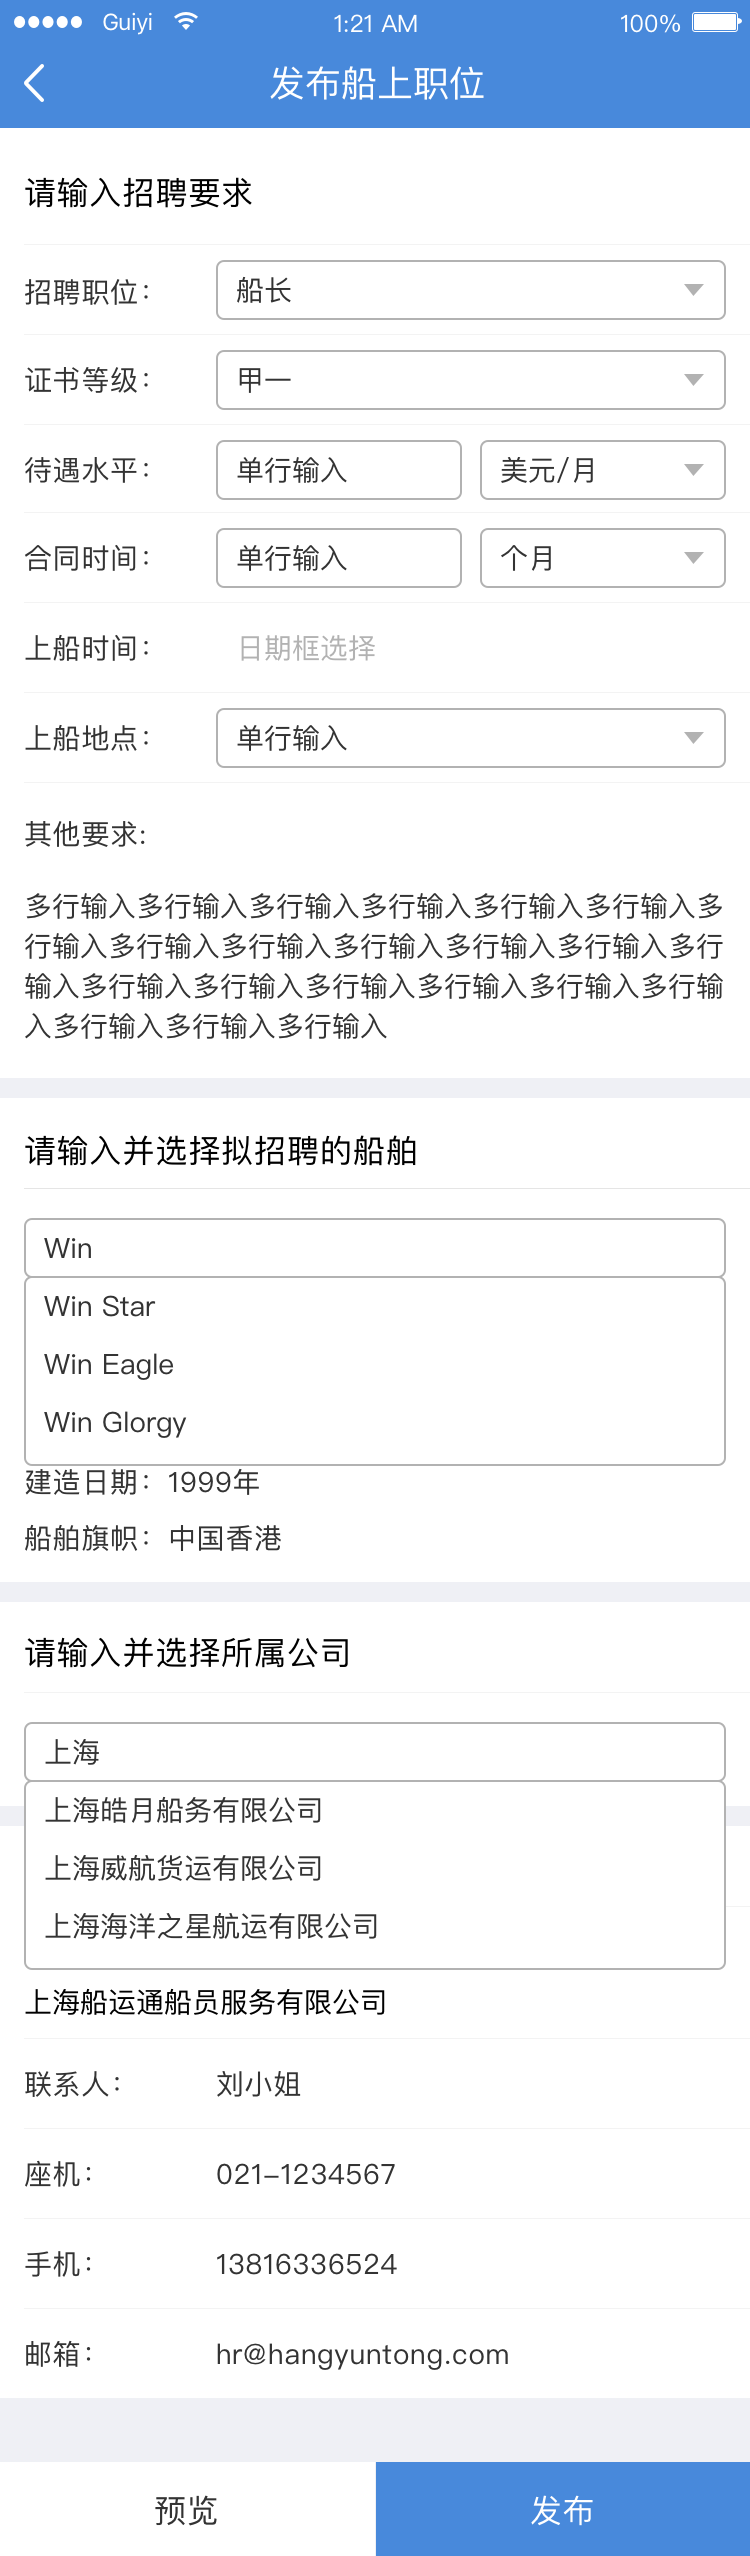 Guiyi 1:21 AM 100%
发布船上职位
请输入招聘要求
招聘职位： 船长
证书等级： 甲一
待遇水平： 单行输入 美元/月
合同时间： 单行输入 个月
上船时间： 日期框选择
上船地点： 单行输入
其他要求:
多行输入多行输入多行输入多行输入多行输入多行输入多
行输入多行输入多行输入多行输入多行输入多行输入多行
输入多行输入多行输入多行输入多行输入多行输入多行输
入多行输入多行输入多行输入
请输入并选择拟招聘的船舶
Win
Win Star
Win Eagle
Win Glorgy
建造日期：1999年
船舶旗帜：中国香港
请输入并选择所属公司
上海
上海皓月船务有限公司
上海威航货运有限公司
上海海洋之星航运有限公司
上海船运通船员服务有限公司
联系人： 刘小姐
座机： 021-1234567
手机： 13816336524
邮箱： hr@hangyuntong.com
预览 发布